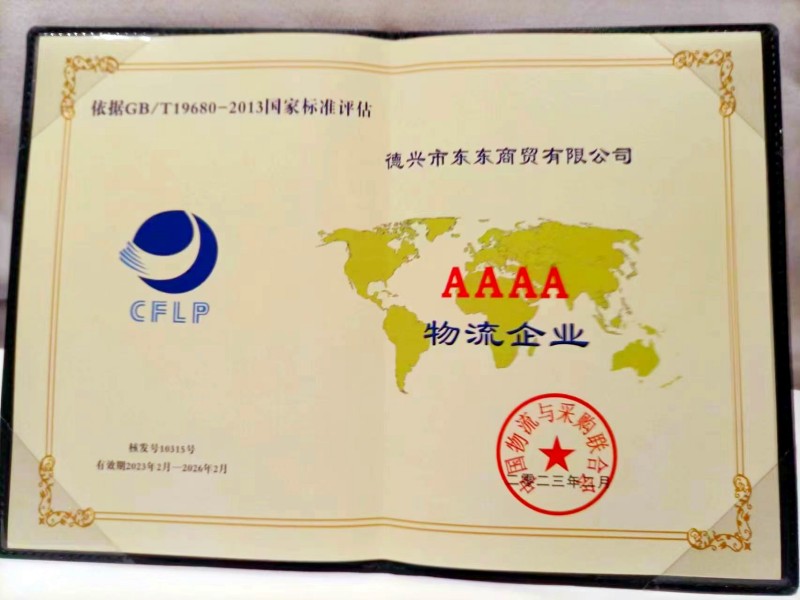 依据GB/T19680-2013国家标准评估
CFLP
核发号10315号
有效期2023年2月—2026年2月
德兴市东东商贸有限公司
AAAA
物流企业
中国物流与采购联合会
二零二三年二月